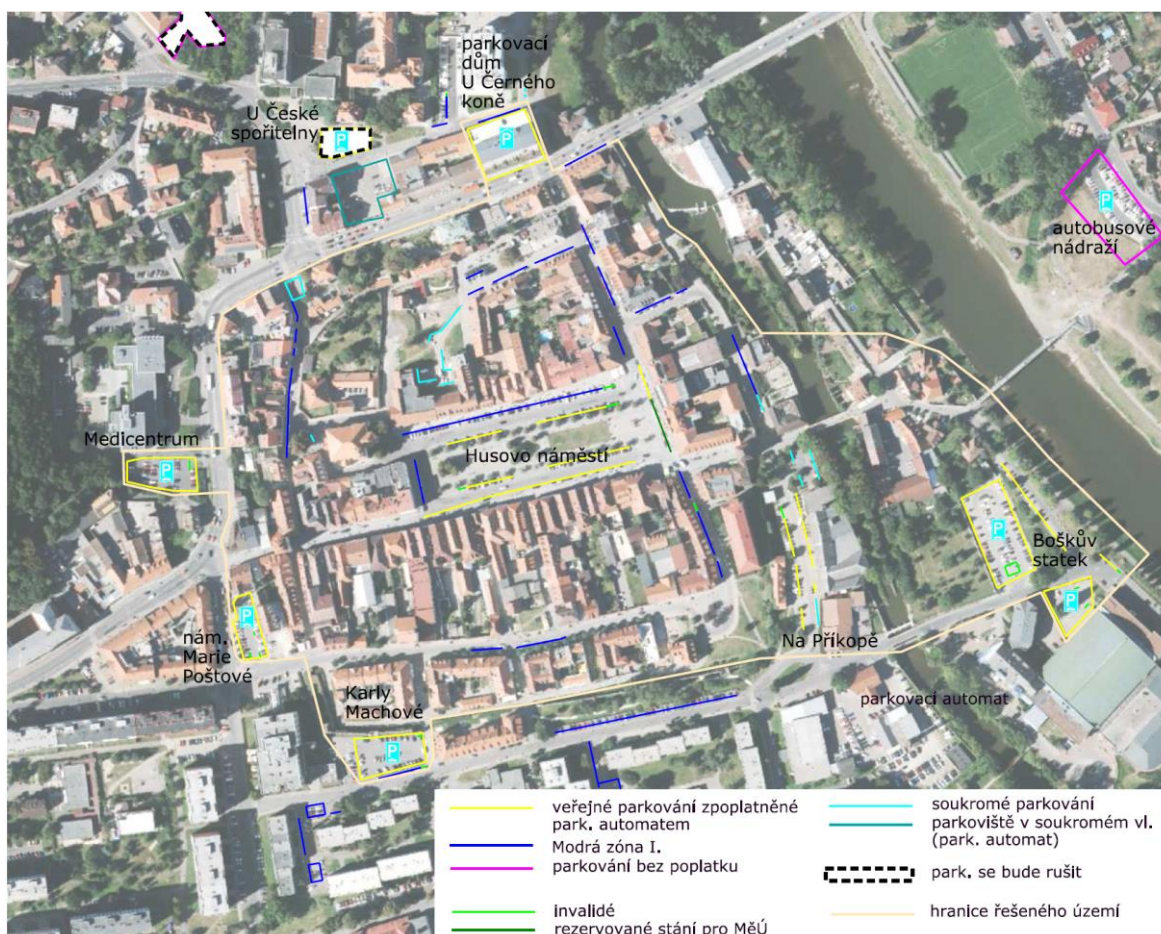 parkovací
dům
U Černého
koně
U České
spořitelny
P
P
P
autobusové
nádraží
Medicentrum
P
Husovo náměstí
P
Boškův
statek
P
P
nám.
Marie
Poštové
Na Příkopě
Karly
Machové
parkovací automat
P
veřejné parkování zpoplatněné
park. automatem
Modrá zóna I.
parkování bez poplatku
invalidé
rezervované stání pro MěÚ
soukromé parkování
parkoviště v soukromém vl.
(park. automat)
park. se bude rušit
hranice řešeného území